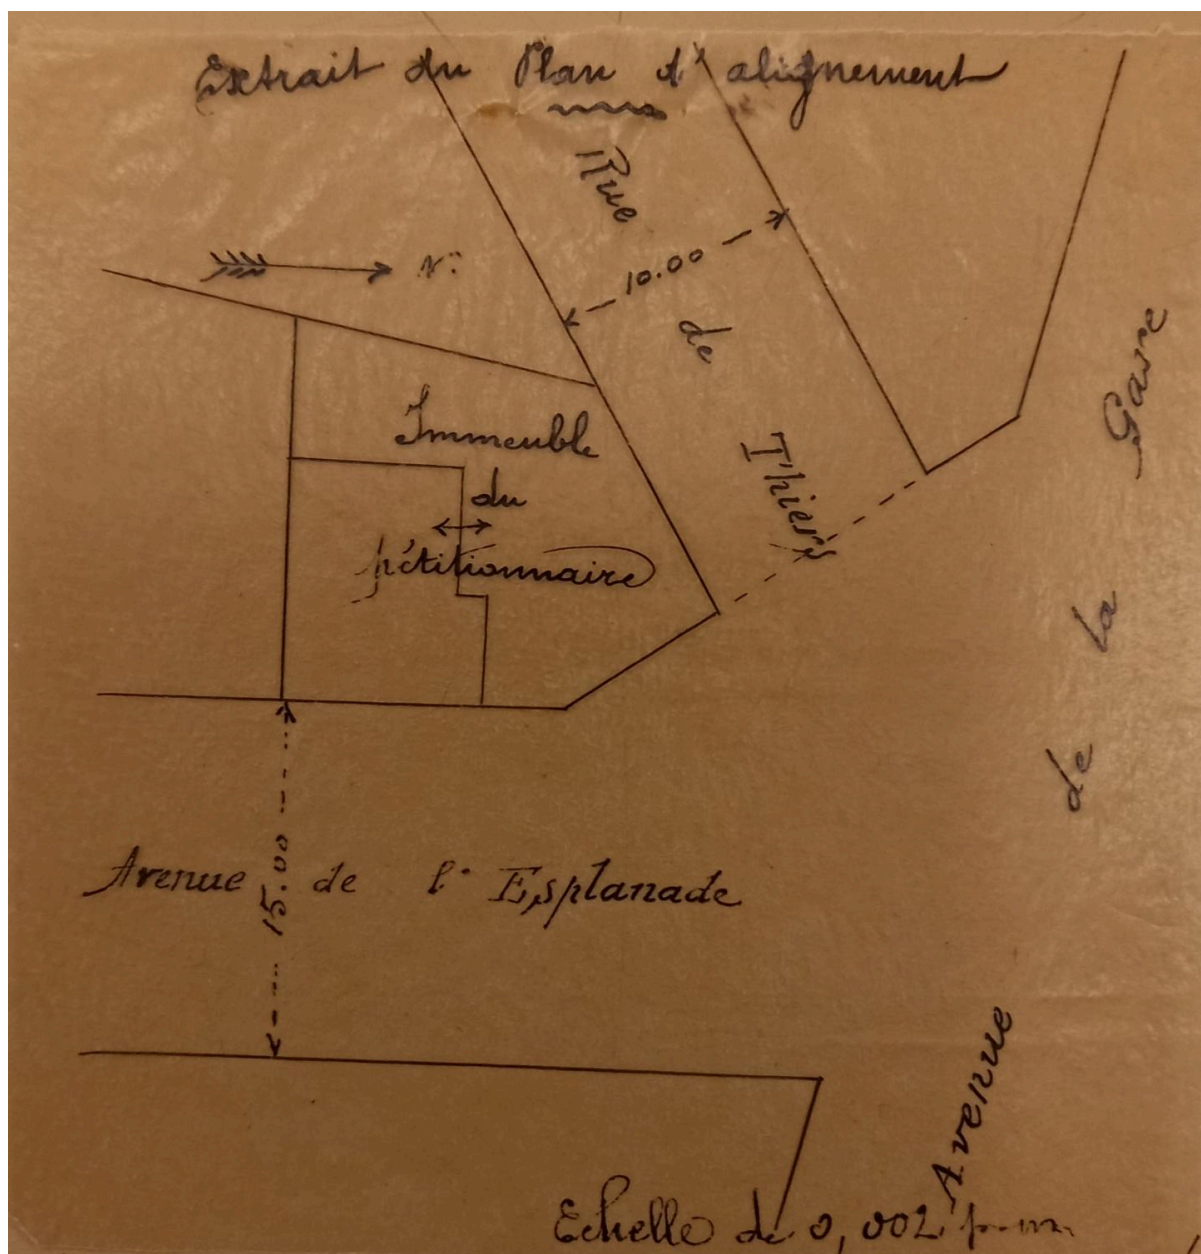 Extrait du Plan d'alignement
Rue de Thiers
10.00
N.
Immeuble
du
pétitionnaire
Avenue de la Gare
15.00
Avenue de l'Esplanade
Echelle de 0,002 p. m.